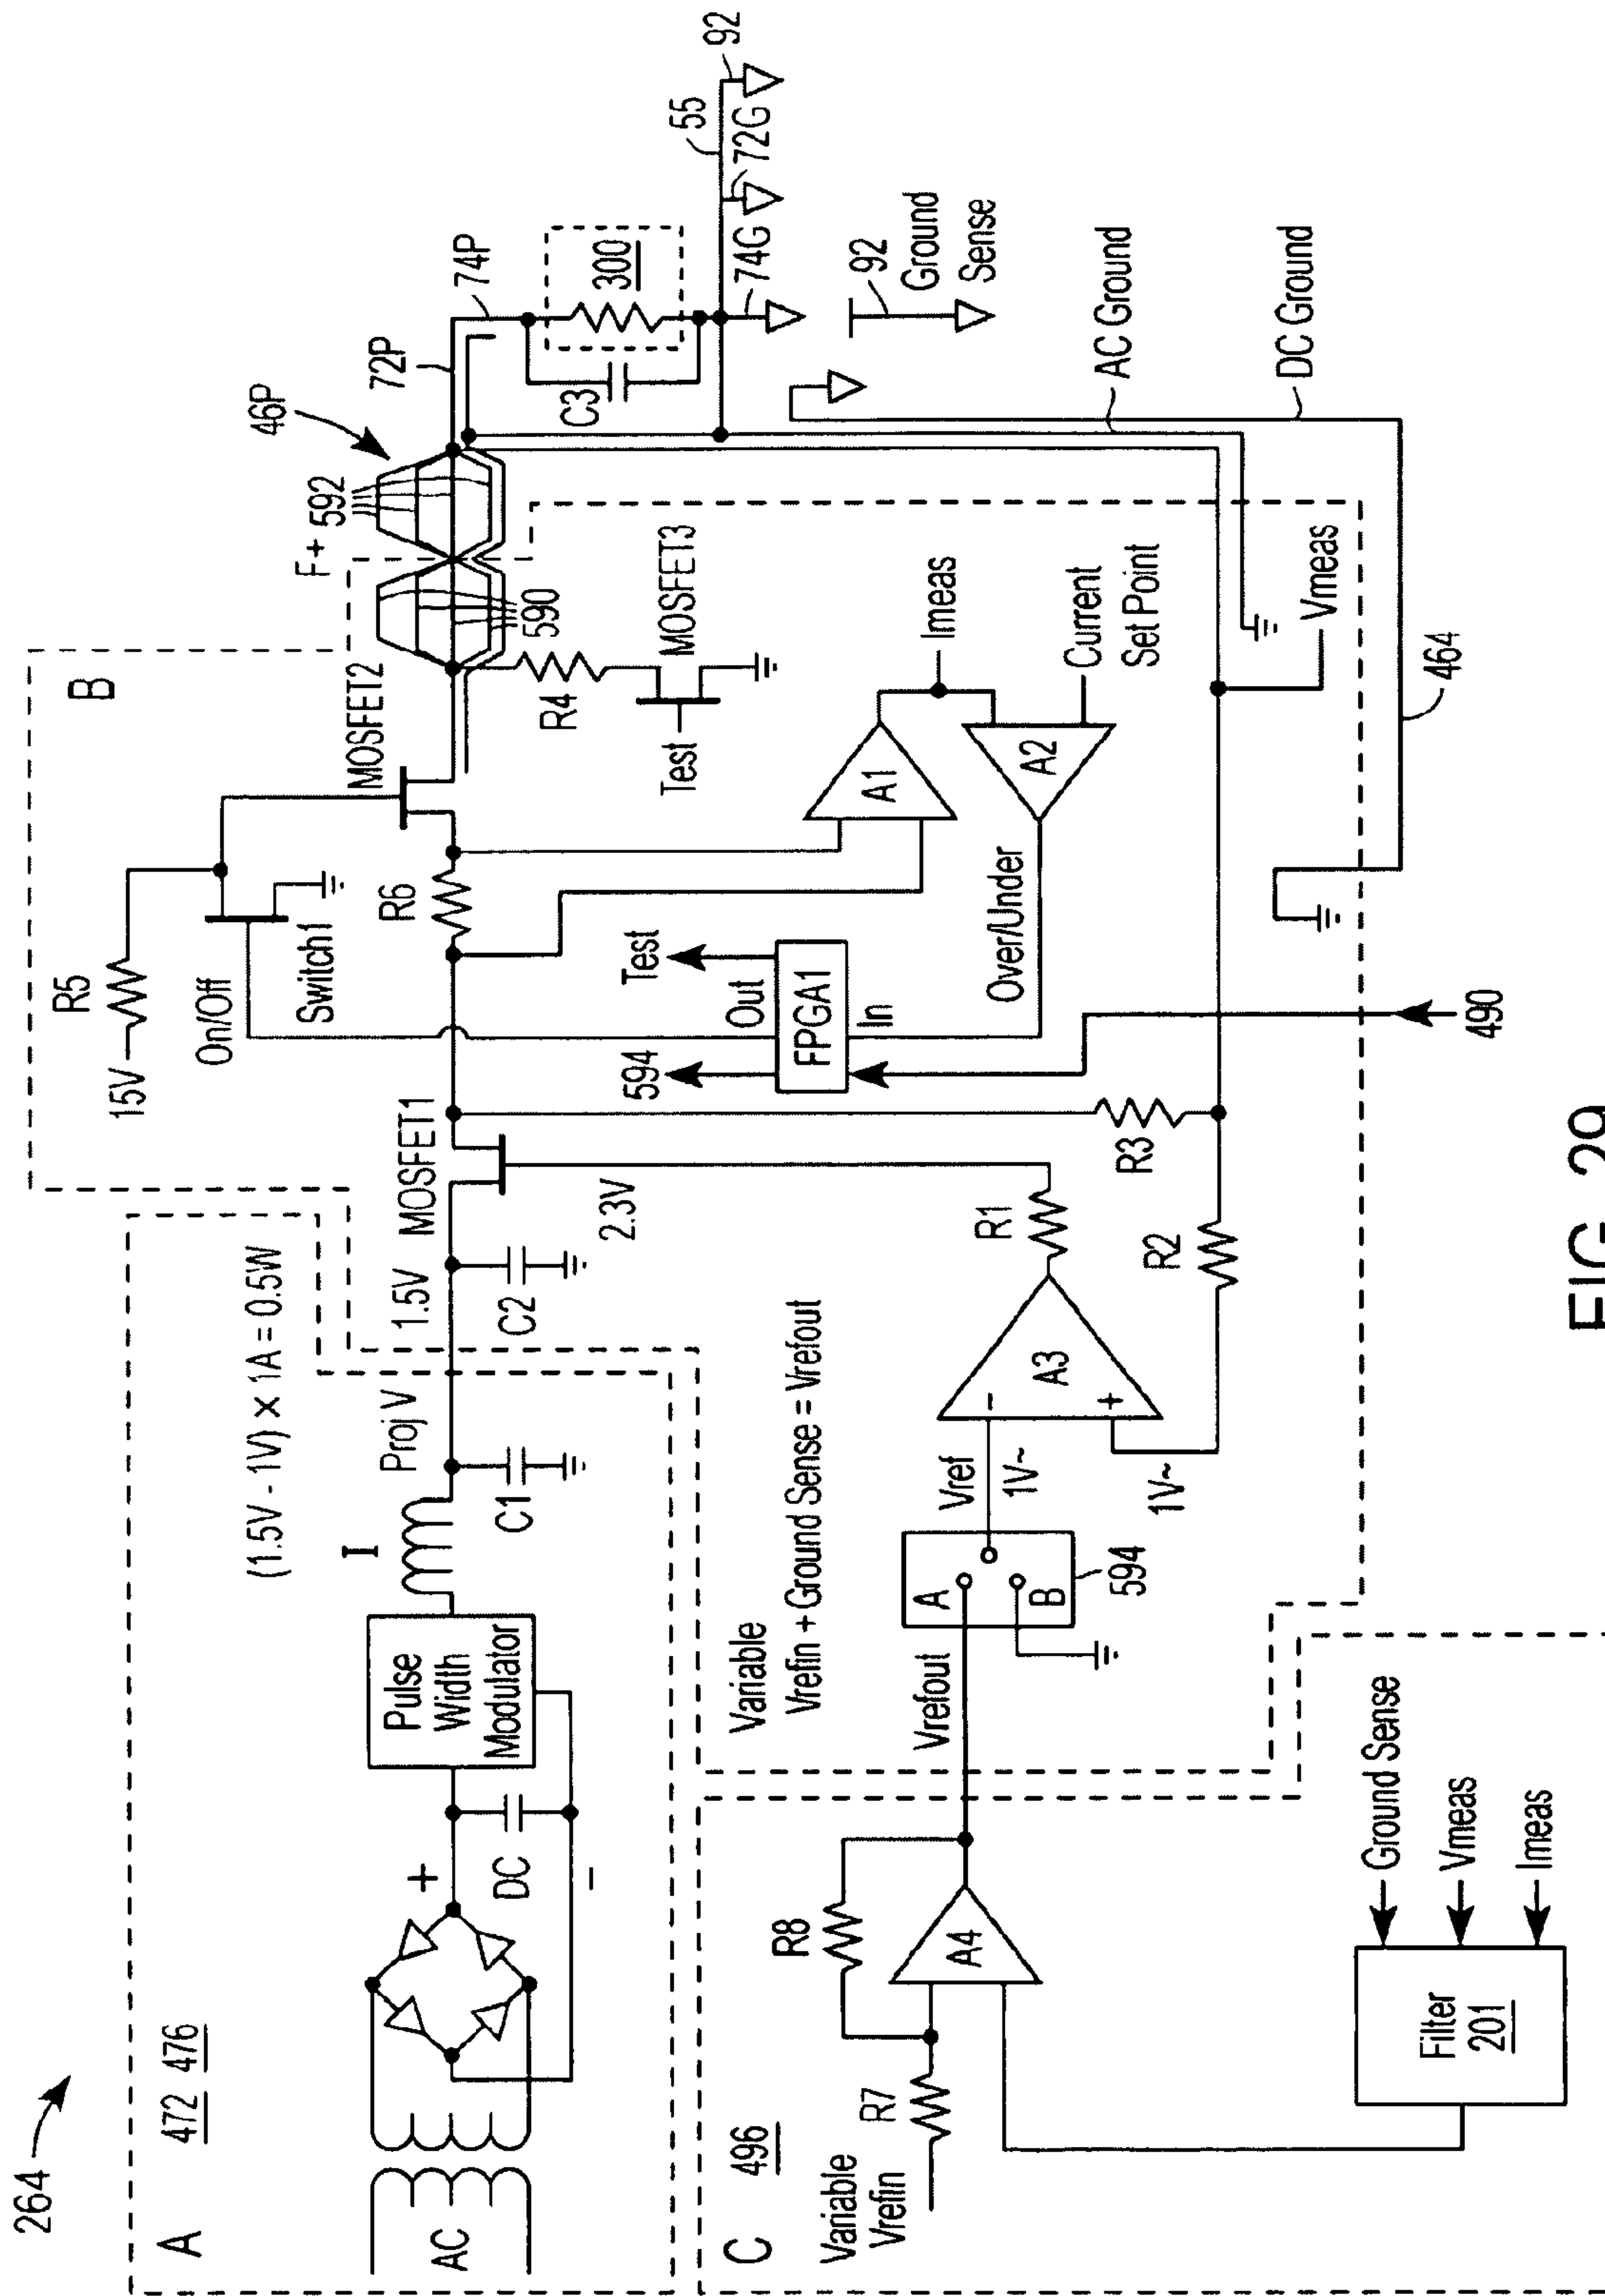 264
A
472 476
AC
+
DC
-
Pulse
Width
Modulator
I
(1.5V - 1V) × 1A = 0.5W
Proj V
C1
1.5V
C2
MOSFET1
2.3V
B
15V
R5
On/Off
Switch1
R6
MOSFET2
F+
592
590
46P
72P
74P
C3
300
55
92
72G
74G
92
Ground
Sense
AC Ground
DC Ground
R4
MOSFET3
Test
594
Test
Out
FPGA1
In
Over/Under
A1
A2
Imeas
Current
Set Point
Vmeas
464
490
R3
R2
R1
A3
-
+
1V~
1V~
Vref
Variable
Vrefin + Ground Sense = Vrefout
A
B
594
Vrefout
C
496
Variable
Vrefin
R7
R8
A4
Filter
201
Ground Sense
Vmeas
Imeas
FIG. 29